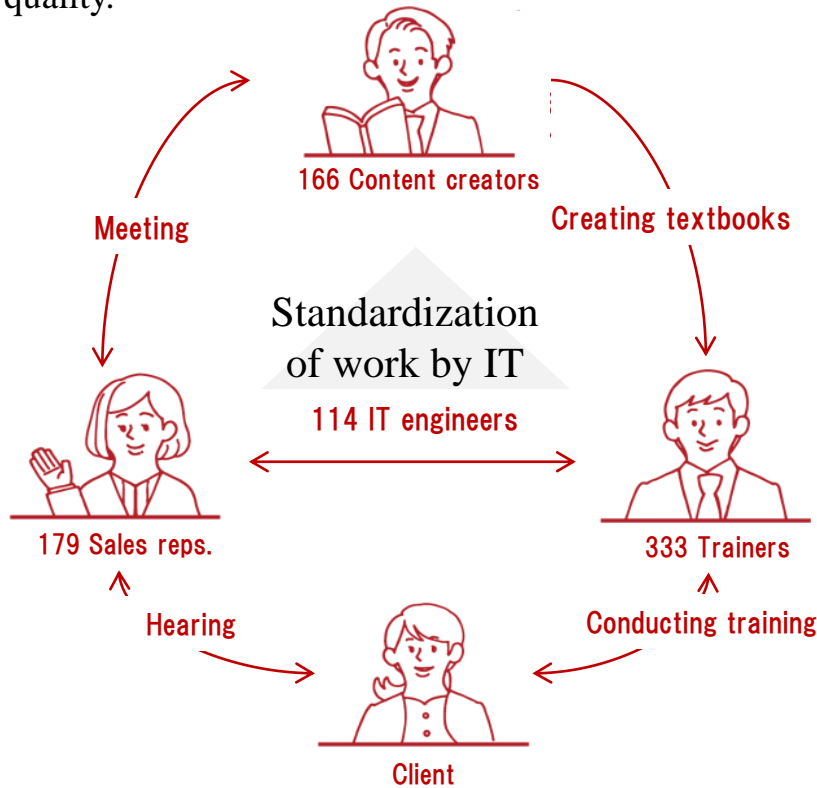 quality.
166 Content creators
Meeting
Creating textbooks
Standardization
of work by IT
114 IT engineers
179 Sales reps.
333 Trainers
Hearing
Conducting training
Client